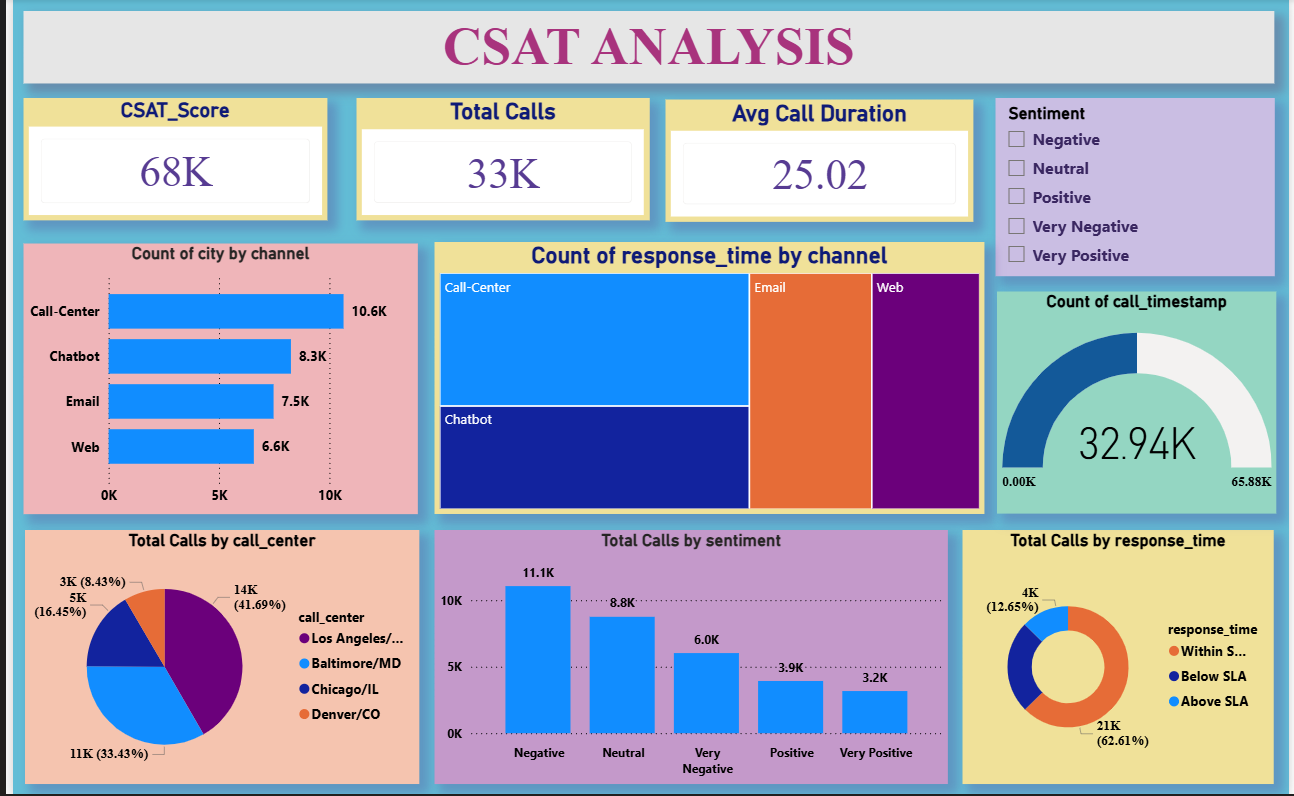 CSAT ANALYSIS
CSAT_Score
68K
Total Calls
33K
Avg Call Duration
25.02
Sentiment
Negative
Neutral
Positive
Very Negative
Very Positive
Count of city by channel
Call-Center
10.6K
Chatbot
8.3K
Email
7.5K
Web
6.6K
0K
5K
10K
Count of response_time by channel
Call-Center
Chatbot
Email
Web
Count of call_timestamp
32.94K
0.00K
65.88K
Total Calls by call_center
3K (8.43%)
5K
(16.45%)
14K
(41.69%)
11K (33.43%)
call_center
Los Angeles/...
Baltimore/MD
Chicago/IL
Denver/CO
Total Calls by sentiment
10K
5K
0K
11.1K
8.8K
6.0K
3.9K
3.2K
Negative
Neutral
Very
Negative
Positive
Very Positive
Total Calls by response_time
4K
(12.65%)
21K
(62.61%)
response_time
Within S...
Below SLA
Above SLA